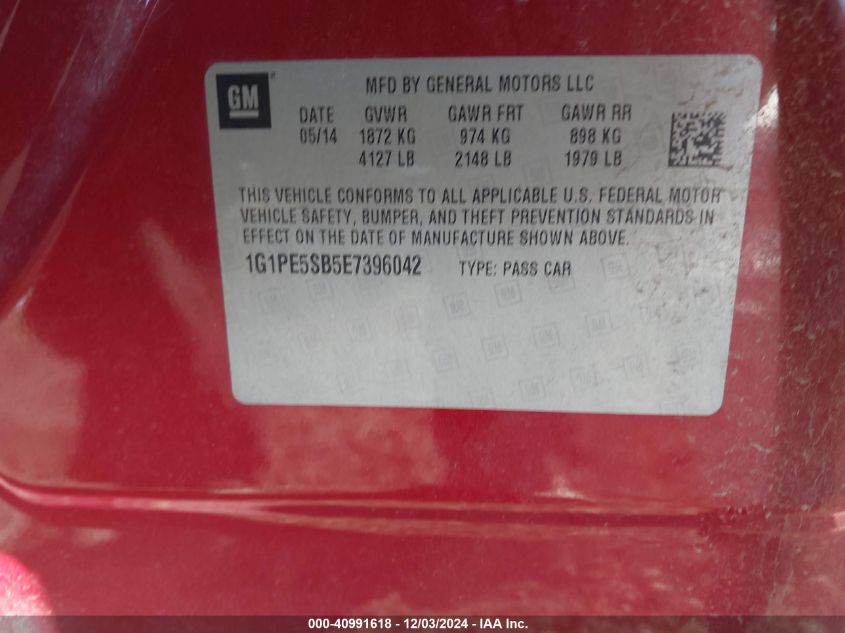 GM
MFD BY GENERAL MOTORS LLC
DATE GVWR GAWR FRT GAWR RR
05/14 1872 KG 974 KG 898 KG
4127 LB 2148 LB 1979 LB
THIS VEHICLE CONFORMS TO ALL APPLICABLE U.S. FEDERAL MOTOR
VEHICLE SAFETY, BUMPER, AND THEFT PREVENTION STANDARDS IN
EFFECT ON THE DATE OF MANUFACTURE SHOWN ABOVE.
1G1PE5SB5E7396042 TYPE: PASS CAR
000-40991618 - 12/03/2024 - IAA Inc.